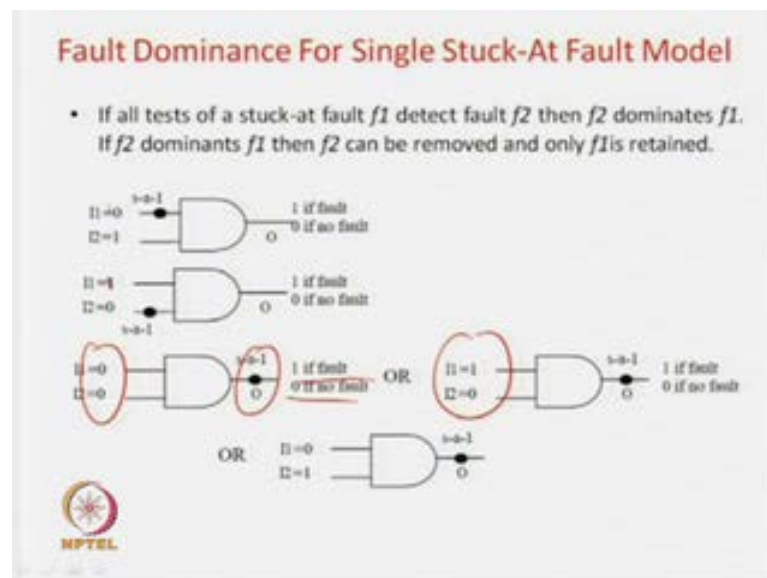 Fault Dominance For Single Stuck-At Fault Model
• If all tests of a stuck-at fault f1 detect fault f2 then f2 dominates f1.
If f2 dominants f1 then f2 can be removed and only f1is retained.
s-a-1
I1=0
I2=1
1 if fault
0 if no fault
O
I1=1
I2=0
s-a-1
1 if fault
0 if no fault
O
I1=0
I2=0
s-a-1
O
1 if fault
0 if no fault
OR
I1=1
I2=0
s-a-1
O
1 if fault
0 if no fault
OR
I1=0
I2=1
s-a-1
O
NPTEL